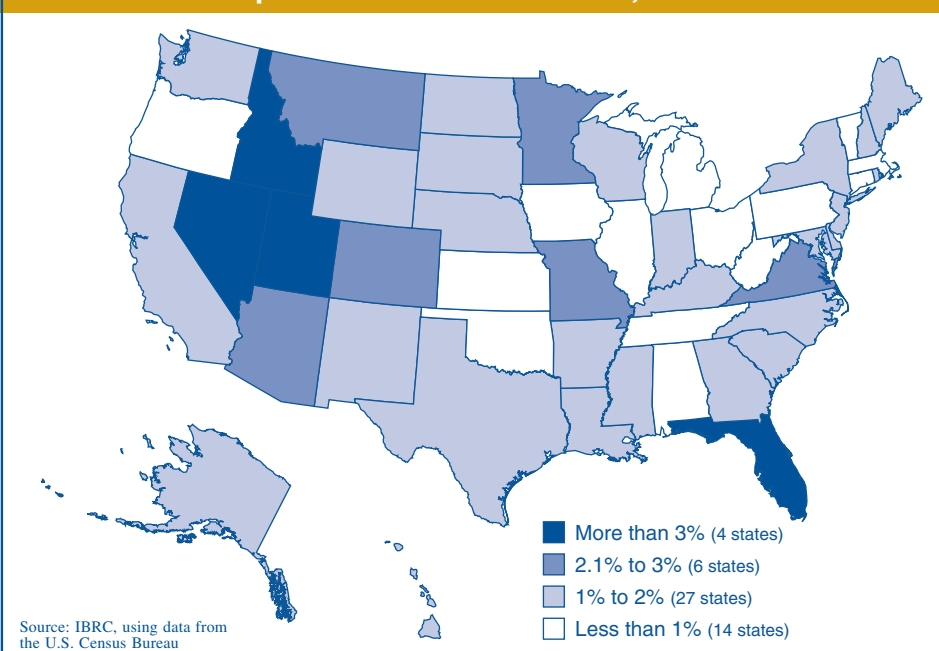 More than 3% (4 states)
2.1% to 3% (6 states)
1% to 2% (27 states)
Less than 1% (14 states)
Source: IBRC, using data from
the U.S. Census Bureau